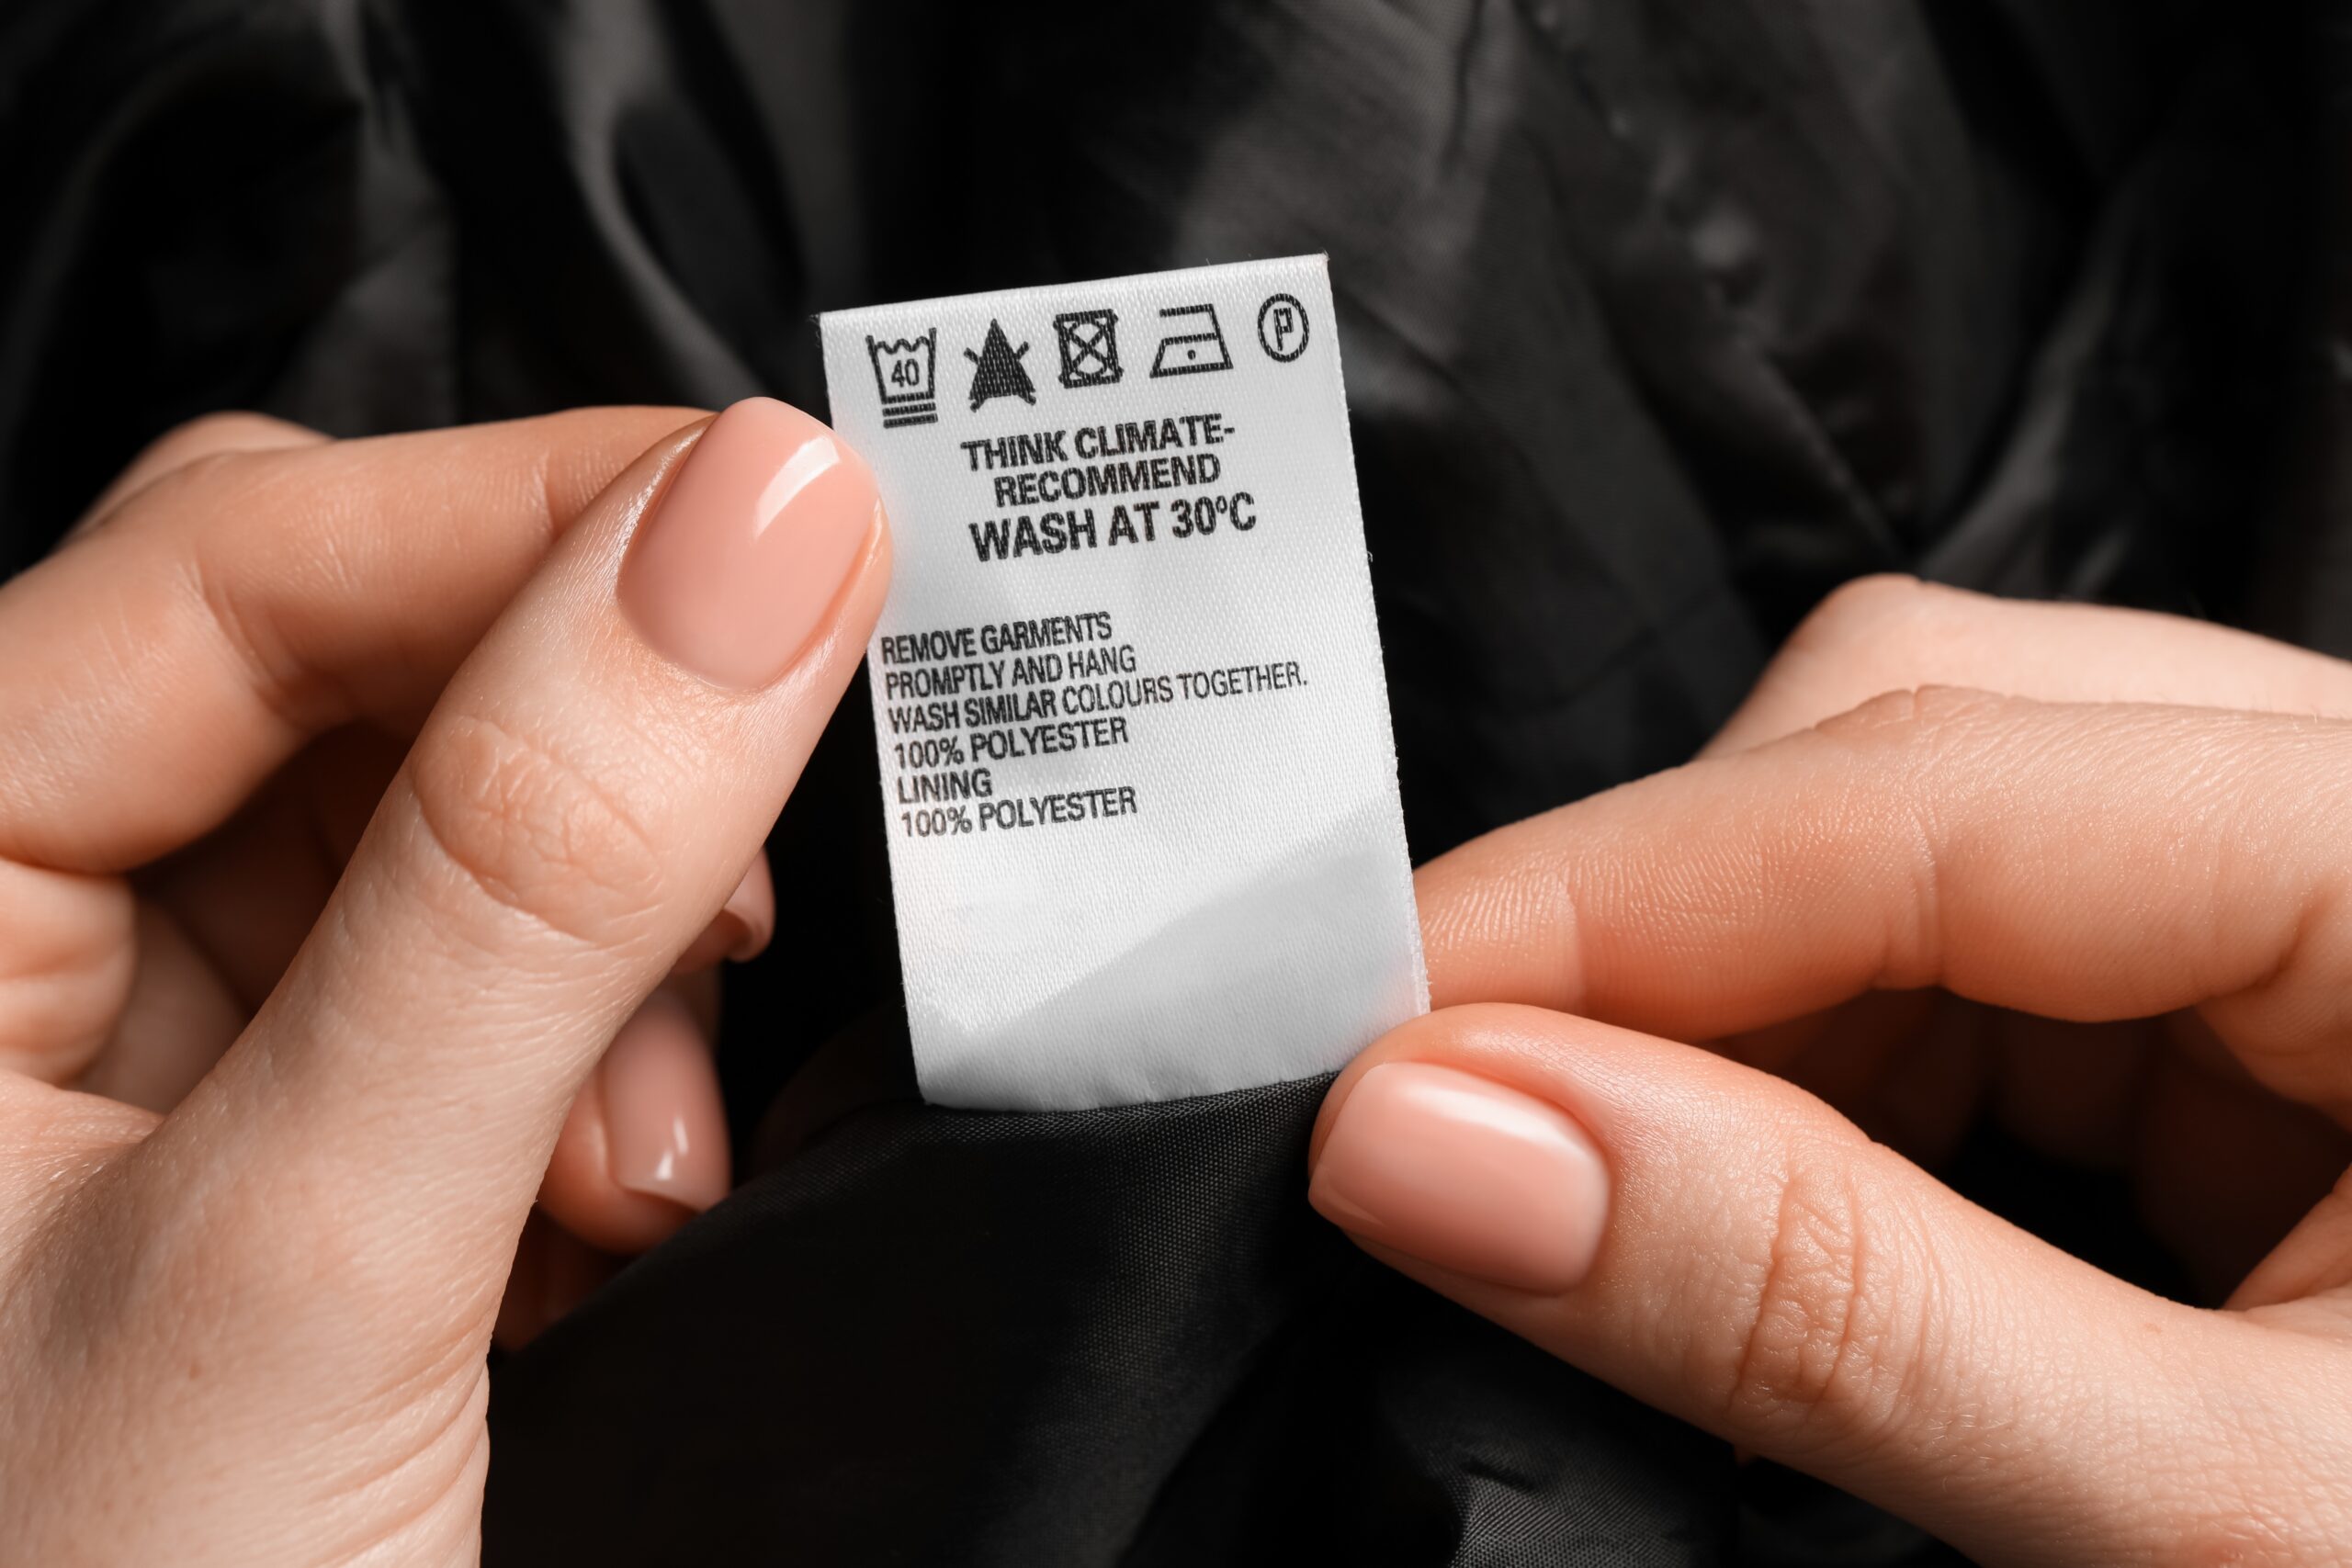 40 P
THINK CLIMATE-
RECOMMEND
WASH AT 30°C
REMOVE GARMENTS
PROMPTLY AND HANG
WASH SIMILAR COLOURS TOGETHER.
100% POLYESTER
LINING
100% POLYESTER